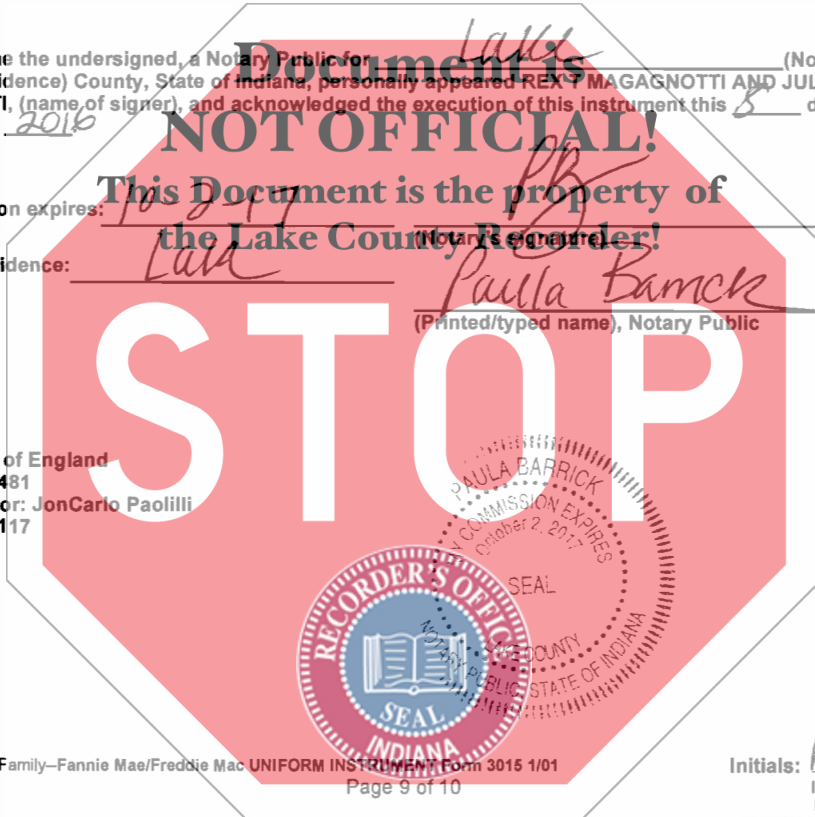 e the undersigned, a Notary Public for Lake (No
idence) County, State of Indiana, personally appeared REX T MAGAGNOTTI AND JUL
I, (name of signer), and acknowledged the execution of this instrument this 5 d
2016
Document is
NOT OFFICIAL!
This Document is the property of
the Lake County Recorder!
on expires: 10-2-17
(Notary's signature)
idence: Lake
Paula Barrick
(Printed/typed name), Notary Public
STOP
of England
481
or: JonCarlo Paolilli
117
PAULA BARRICK
MY COMMISSION EXPIRES
October 2, 2017
SEAL
LAKE COUNTY
NOTARY PUBLIC, STATE OF INDIANA
RECORDER'S OFFICE
SEAL
INDIANA
Family–Fannie Mae/Freddie Mac UNIFORM INSTRUMENT Form 3015 1/01
Page 9 of 10
Initials: